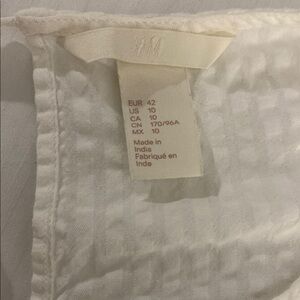 H&M
EUR 42
US 10
CA 10
CN 170/96A
MX 10
Made in
India
Fabriqué en
Inde